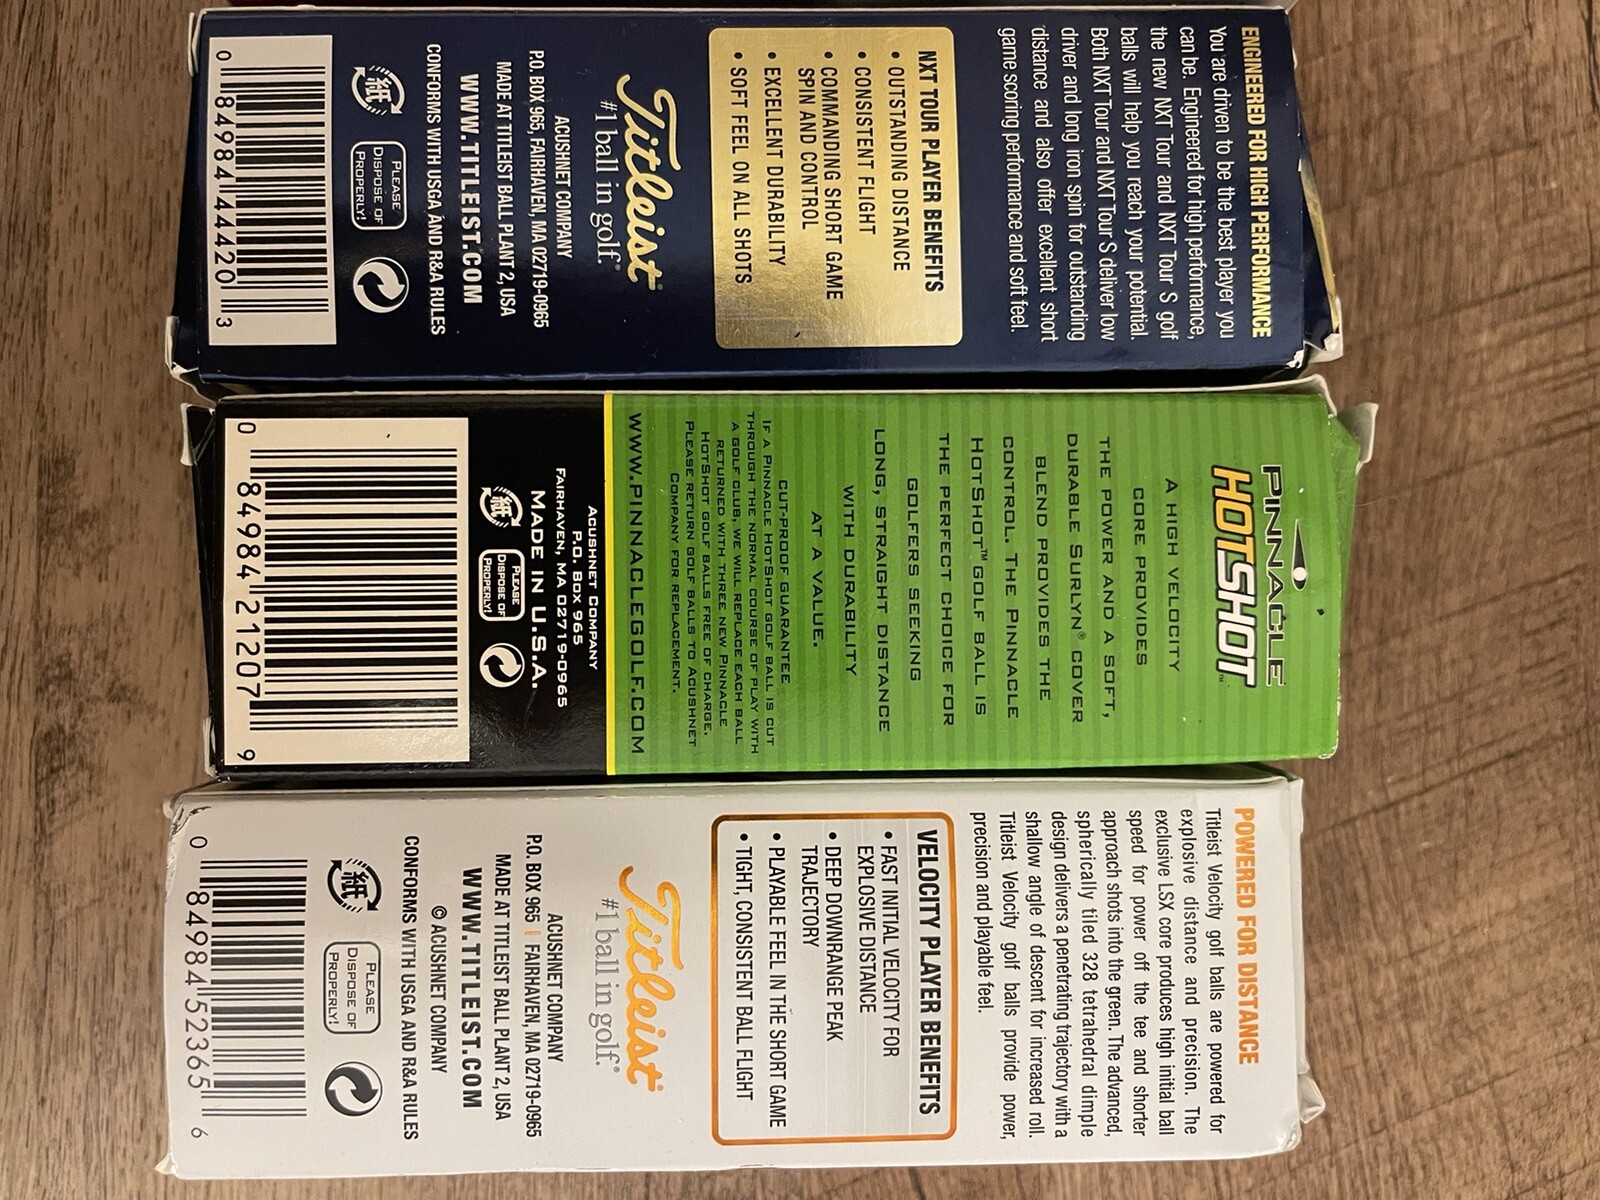 ENGINEERED FOR HIGH PERFORMANCE
You are driven to be the best player you
can be. Engineered for high performance,
the new NXT Tour and NXT Tour S golf
balls will help you reach your potential.
Both NXT Tour and NXT Tour S deliver low
driver and long iron spin for outstanding
distance and also offer excellent short
game scoring performance and soft feel.
NXT TOUR PLAYER BENEFITS
• OUTSTANDING DISTANCE
• CONSISTENT FLIGHT
• COMMANDING SHORT GAME
SPIN AND CONTROL
• EXCELLENT DURABILITY
• SOFT FEEL ON ALL SHOTS
Titleist®
#1 ball in golf.®
ACUSHNET COMPANY
P.O. BOX 965, FAIRHAVEN, MA 02719-0965
MADE AT TITLEIST BALL PLANT 2, USA
WWW.TITLEIST.COM
CONFORMS WITH USGA AND R&A RULES
紙
PLEASE
DISPOSE OF
PROPERLY!
0 84984 44420 3
PINNACLE
HOTSHOT™
A HIGH VELOCITY
CORE PROVIDES
THE POWER AND A SOFT,
DURABLE SURLYN® COVER
BLEND PROVIDES THE
CONTROL. THE PINNACLE
HOTSHOT™ GOLF BALL IS
THE PERFECT CHOICE FOR
GOLFERS SEEKING
LONG, STRAIGHT DISTANCE
WITH DURABILITY
AT A VALUE.
CUT-PROOF GUARANTEE
IF A PINNACLE HOTSHOT GOLF BALL IS CUT
THROUGH THE NORMAL COURSE OF PLAY WITH
A GOLF CLUB, WE WILL REPLACE EACH BALL
RETURNED WITH THREE NEW PINNACLE
HOTSHOT GOLF BALLS FREE OF CHARGE.
PLEASE RETURN GOLF BALLS TO ACUSHNET
COMPANY FOR REPLACEMENT.
WWW.PINNACLEGOLF.COM
ACUSHNET COMPANY
P.O. BOX 965
FAIRHAVEN, MA 02719-0965
MADE IN U.S.A.
紙
PLEASE
DISPOSE OF
PROPERLY!
0 84984 21207 9
POWERED FOR DISTANCE
Titleist Velocity golf balls are powered for
explosive distance and precision. The
exclusive LSX core produces high initial ball
speed for power off the tee and shorter
approach shots into the green. The advanced,
spherically tiled 328 tetrahedral dimple
design delivers a penetrating trajectory with a
shallow angle of descent for increased roll.
Titleist Velocity golf balls provide power,
precision and playable feel.
VELOCITY PLAYER BENEFITS
• FAST INITIAL VELOCITY FOR
EXPLOSIVE DISTANCE
• DEEP DOWNRANGE PEAK
TRAJECTORY
• PLAYABLE FEEL IN THE SHORT GAME
• TIGHT, CONSISTENT BALL FLIGHT
Titleist®
#1 ball in golf.®
ACUSHNET COMPANY
P.O. BOX 965 | FAIRHAVEN, MA 02719-0965
MADE AT TITLEIST BALL PLANT 2, USA
WWW.TITLEIST.COM
© ACUSHNET COMPANY
CONFORMS WITH USGA AND R&A RULES
紙
PLEASE
DISPOSE OF
PROPERLY!
0 84984 52365 6